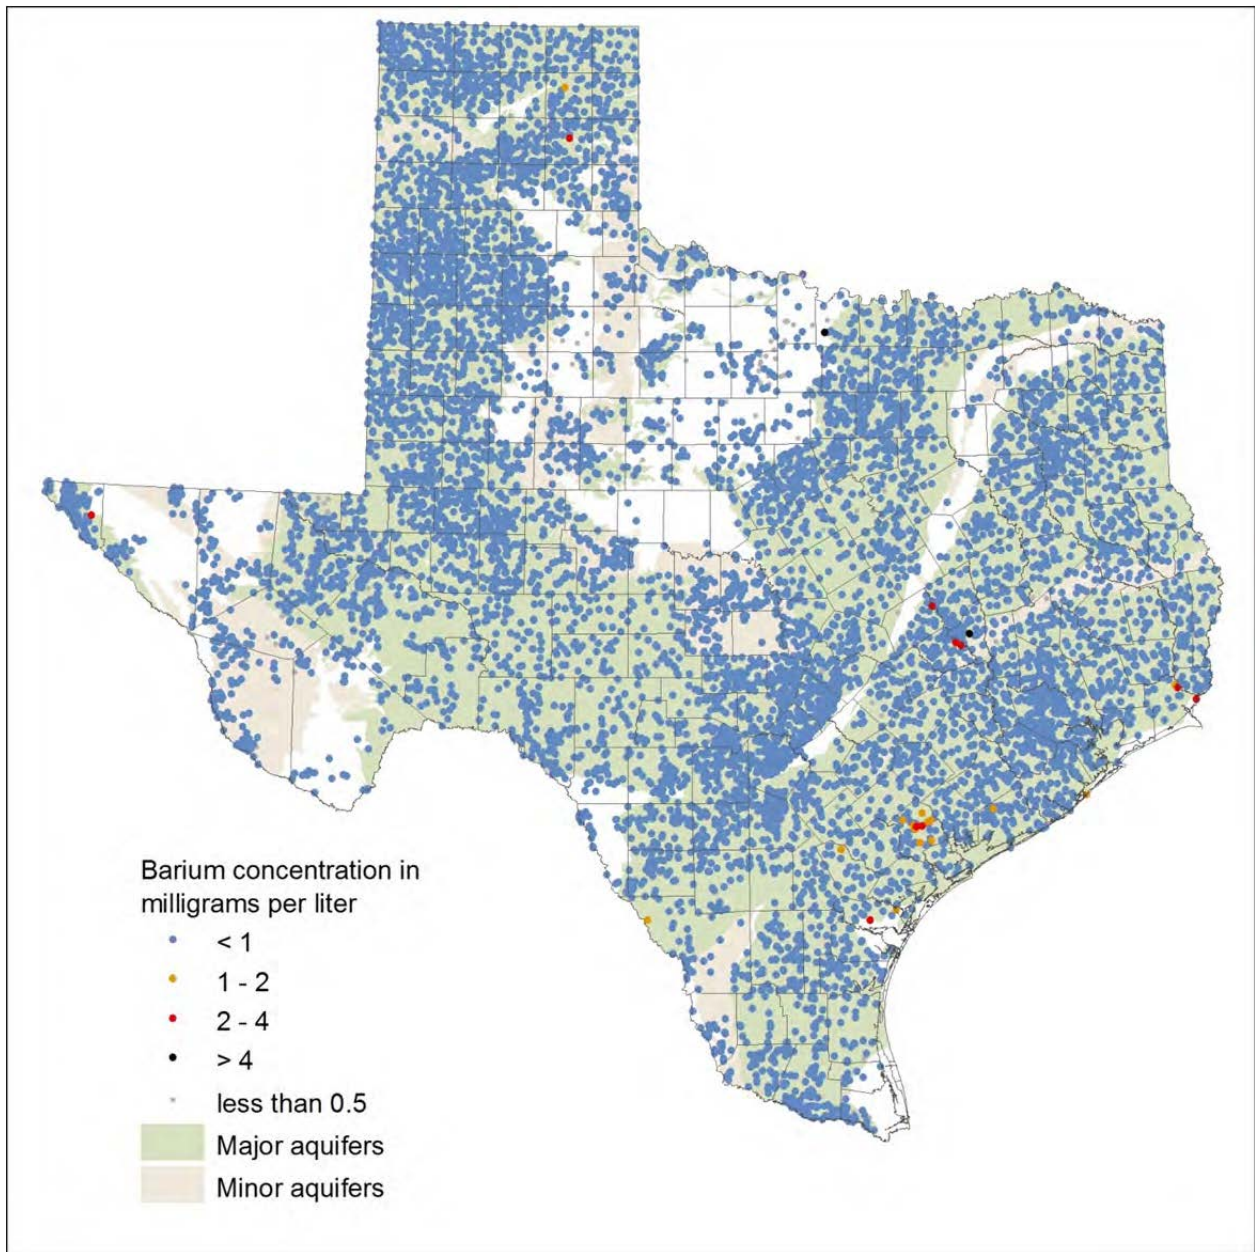 Barium concentration in
milligrams per liter
< 1
1 - 2
2 - 4
> 4
less than 0.5
Major aquifers
Minor aquifers